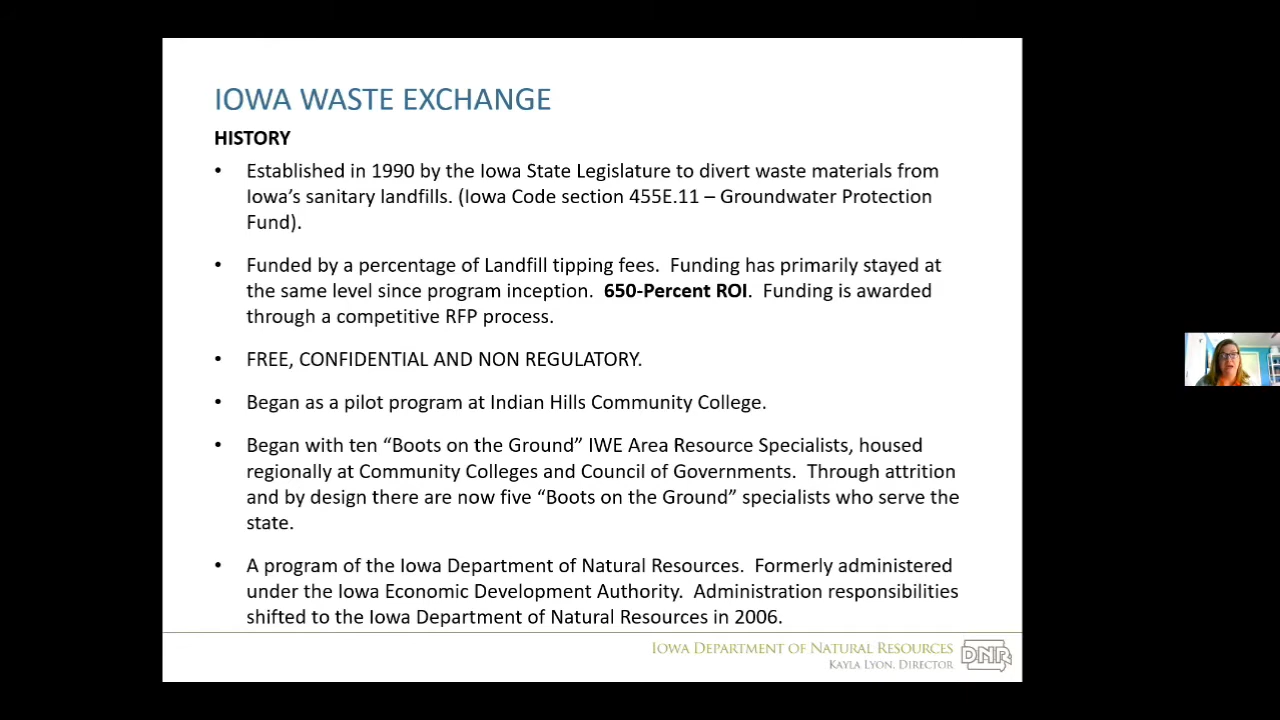 IOWA WASTE EXCHANGE
HISTORY
• Established in 1990 by the Iowa State Legislature to divert waste materials from
Iowa’s sanitary landfills. (Iowa Code section 455E.11 – Groundwater Protection
Fund).
• Funded by a percentage of Landfill tipping fees. Funding has primarily stayed at
the same level since program inception. 650-Percent ROI. Funding is awarded
through a competitive RFP process.
• FREE, CONFIDENTIAL AND NON REGULATORY.
• Began as a pilot program at Indian Hills Community College.
• Began with ten “Boots on the Ground” IWE Area Resource Specialists, housed
regionally at Community Colleges and Council of Governments. Through attrition
and by design there are now five “Boots on the Ground” specialists who serve the
state.
• A program of the Iowa Department of Natural Resources. Formerly administered
under the Iowa Economic Development Authority. Administration responsibilities
shifted to the Iowa Department of Natural Resources in 2006.
IOWA DEPARTMENT OF NATURAL RESOURCES
KAYLA LYON, DIRECTOR
DNR